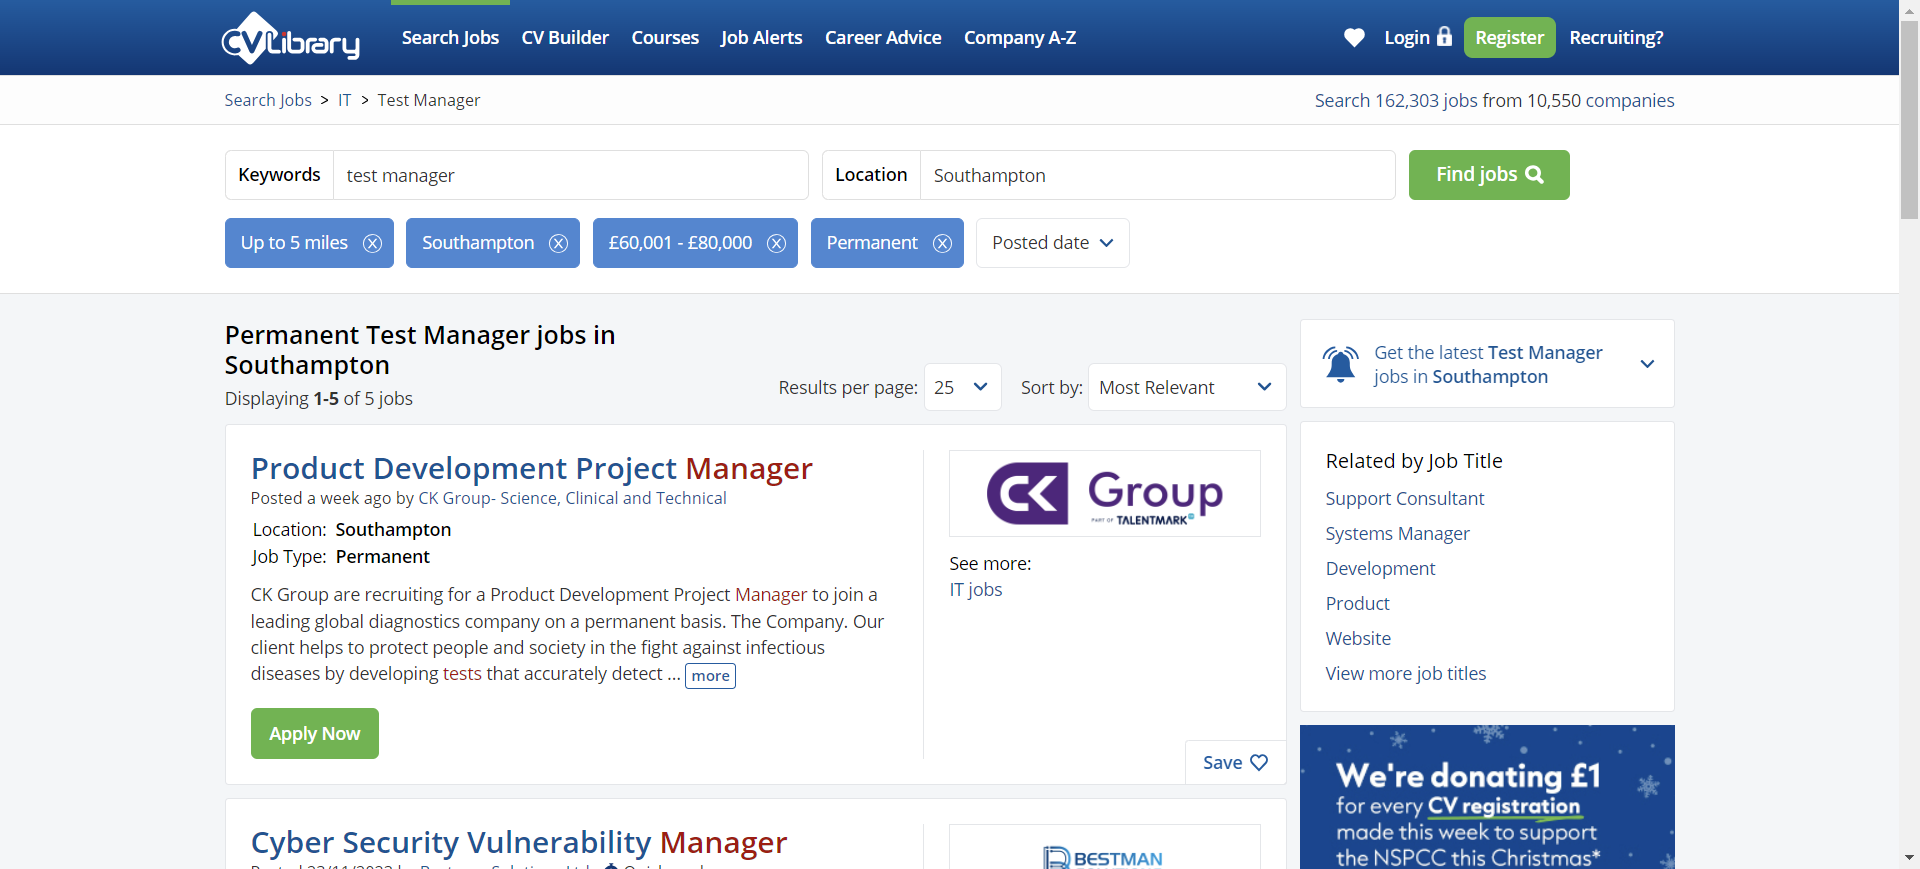 CVLibrary
Search Jobs CV Builder Courses Job Alerts Career Advice Company A-Z Login Register Recruiting?
Search Jobs > IT > Test Manager
Search 162,303 jobs from 10,550 companies
Keywords test manager Location Southampton Find jobs
Up to 5 miles Southampton £60,001 - £80,000 Permanent Posted date
Permanent Test Manager jobs in
Southampton
Displaying 1-5 of 5 jobs
Results per page: 25 Sort by: Most Relevant
Product Development Project Manager
Posted a week ago by CK Group- Science, Clinical and Technical
Location: Southampton
Job Type: Permanent
CK Group are recruiting for a Product Development Project Manager to join a
leading global diagnostics company on a permanent basis. The Company. Our
client helps to protect people and society in the fight against infectious
diseases by developing tests that accurately detect ... more
Apply Now
CK Group
PART OF TALENTMARK
See more:
IT jobs
Save
Cyber Security Vulnerability Manager
BESTMAN
Get the latest Test Manager
jobs in Southampton
Related by Job Title
Support Consultant
Systems Manager
Development
Product
Website
View more job titles
We're donating £1
for every CV registration
made this week to support
the NSPCC this Christmas*